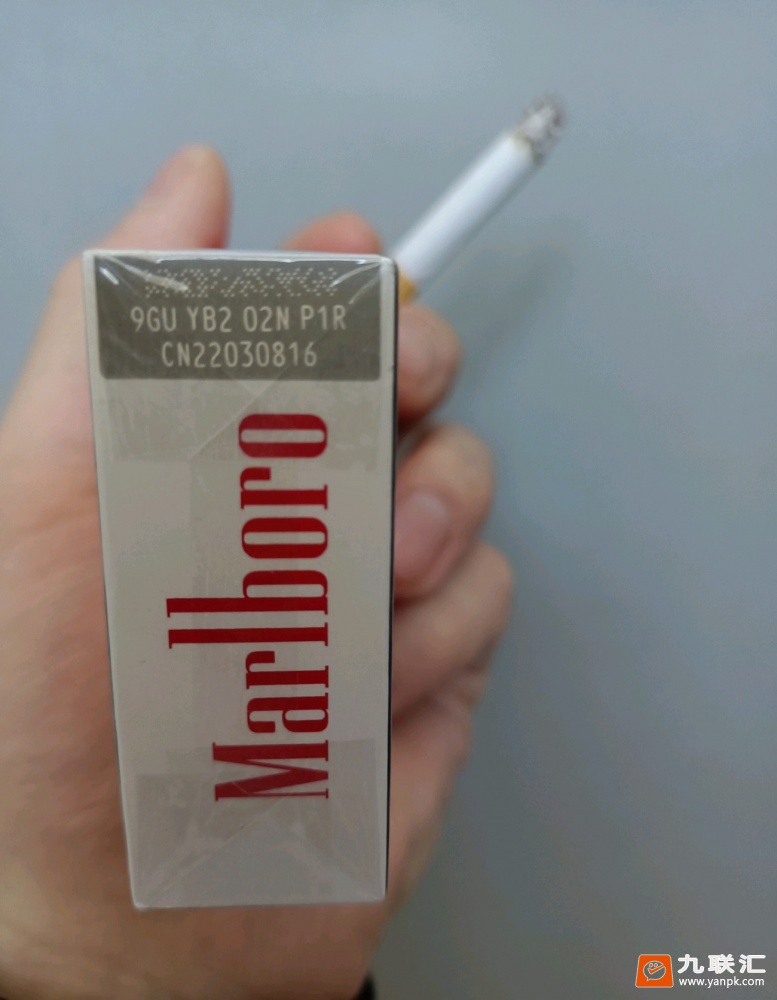 9GU YB2 02N P1R
CN22030816
Marlboro
九联汇
www.yanpk.com